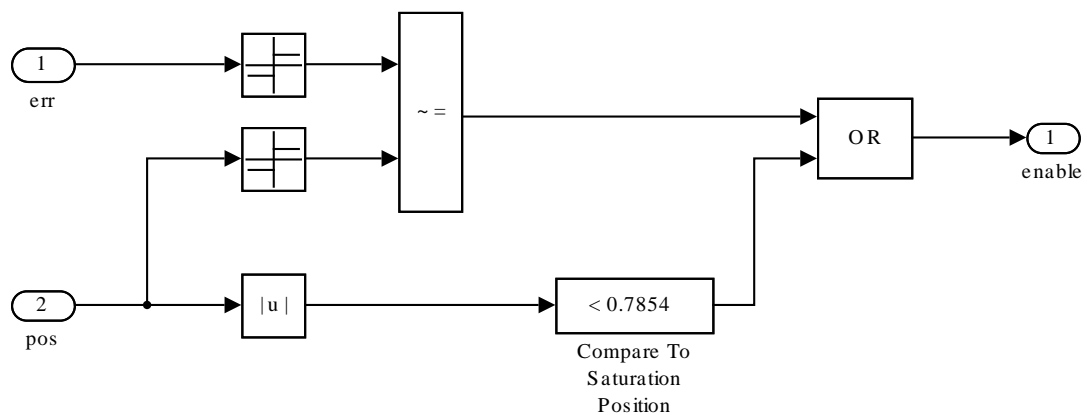 1
err
~ =
OR
1
enable
2
pos
|u|
< 0.7854
Compare To
Saturation
Position